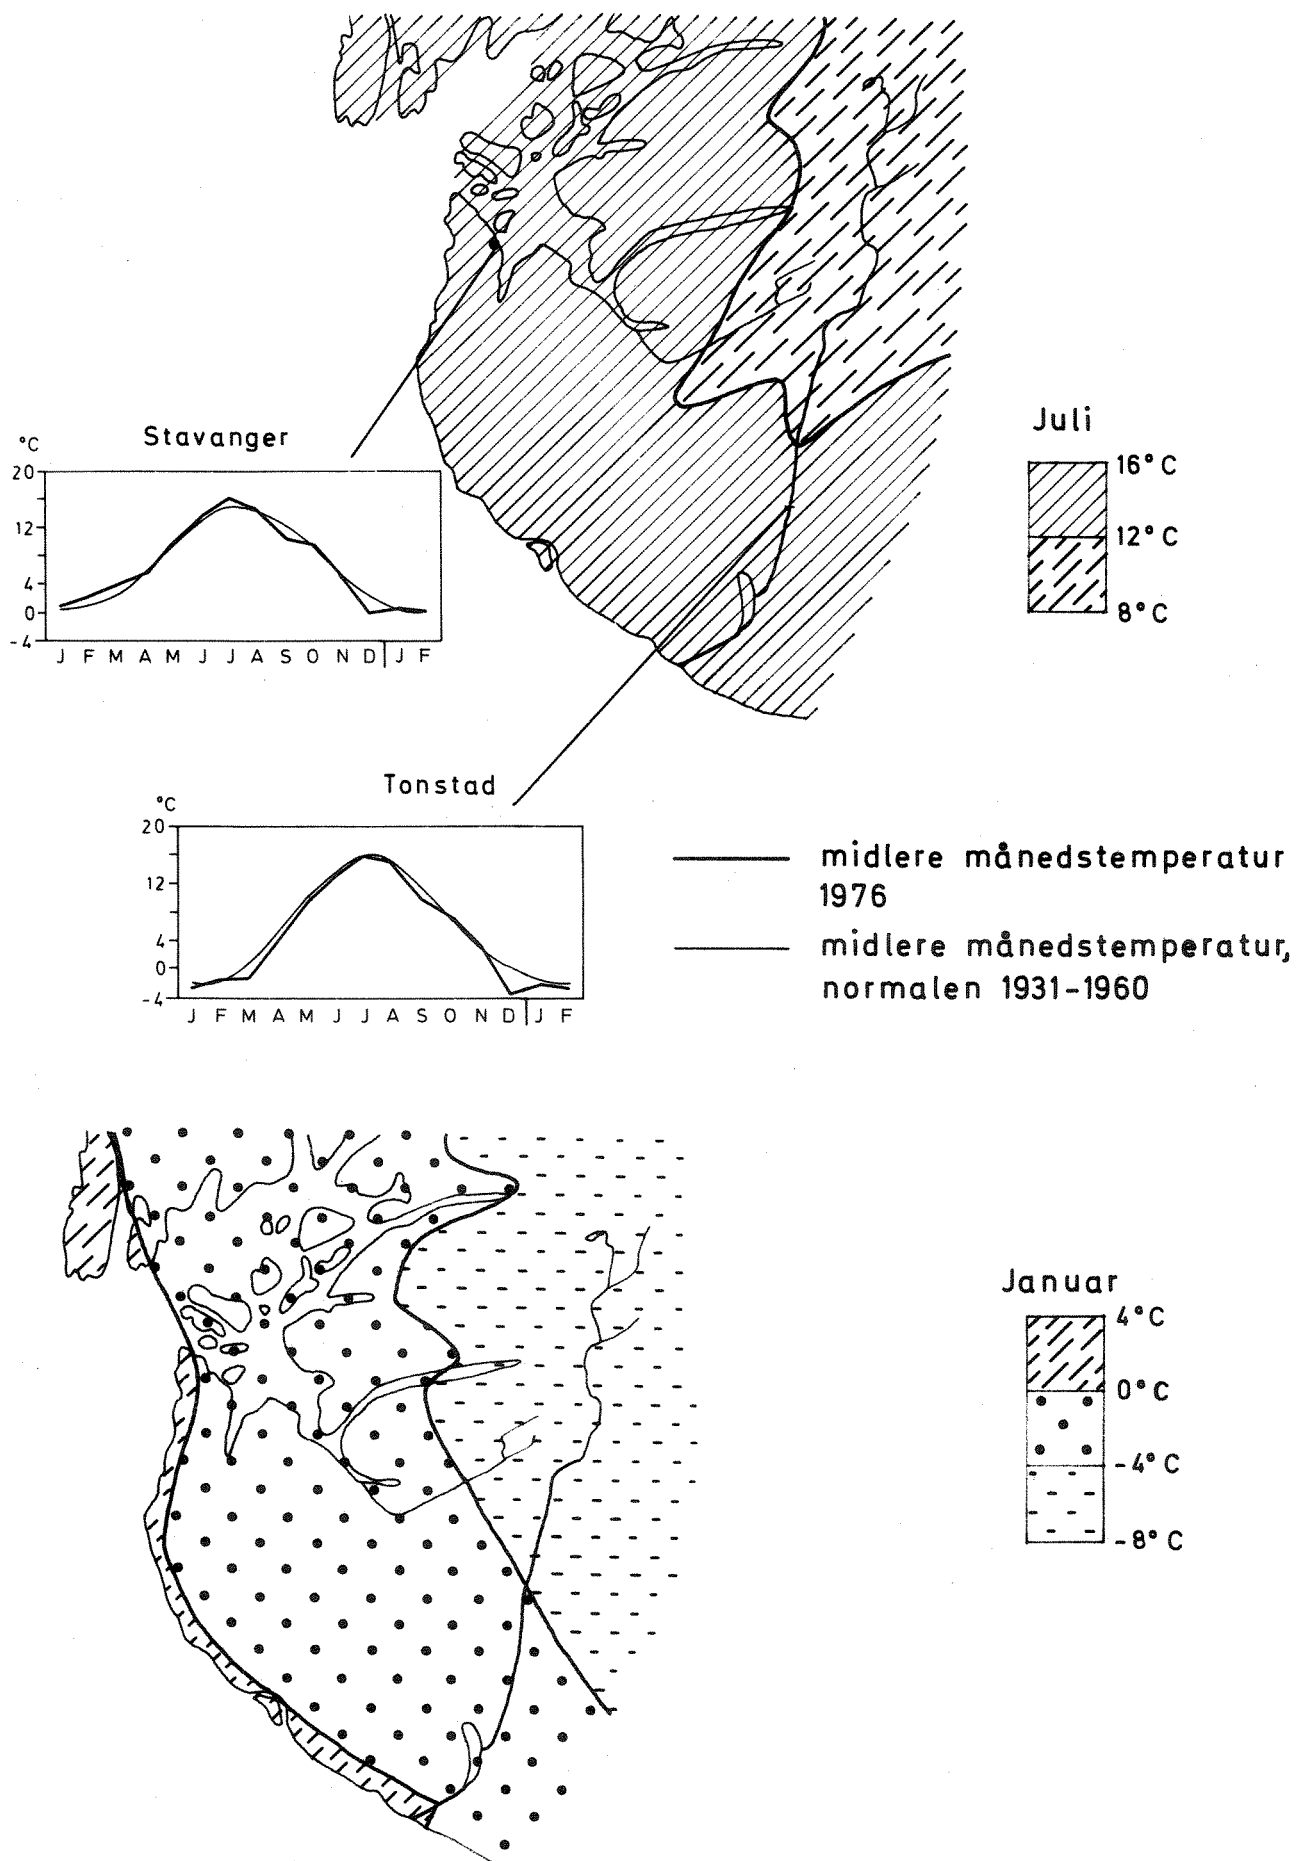 Stavanger
°C
20
12
4
0
-4
J F M A M J J A S O N D J F
Juli
16°C
12°C
8°C
Tonstad
°C
20
12
4
0
-4
J F M A M J J A S O N D J F
midlere månedstemperatur
1976
midlere månedstemperatur,
normalen 1931-1960
Januar
4°C
0°C
-4°C
-8°C